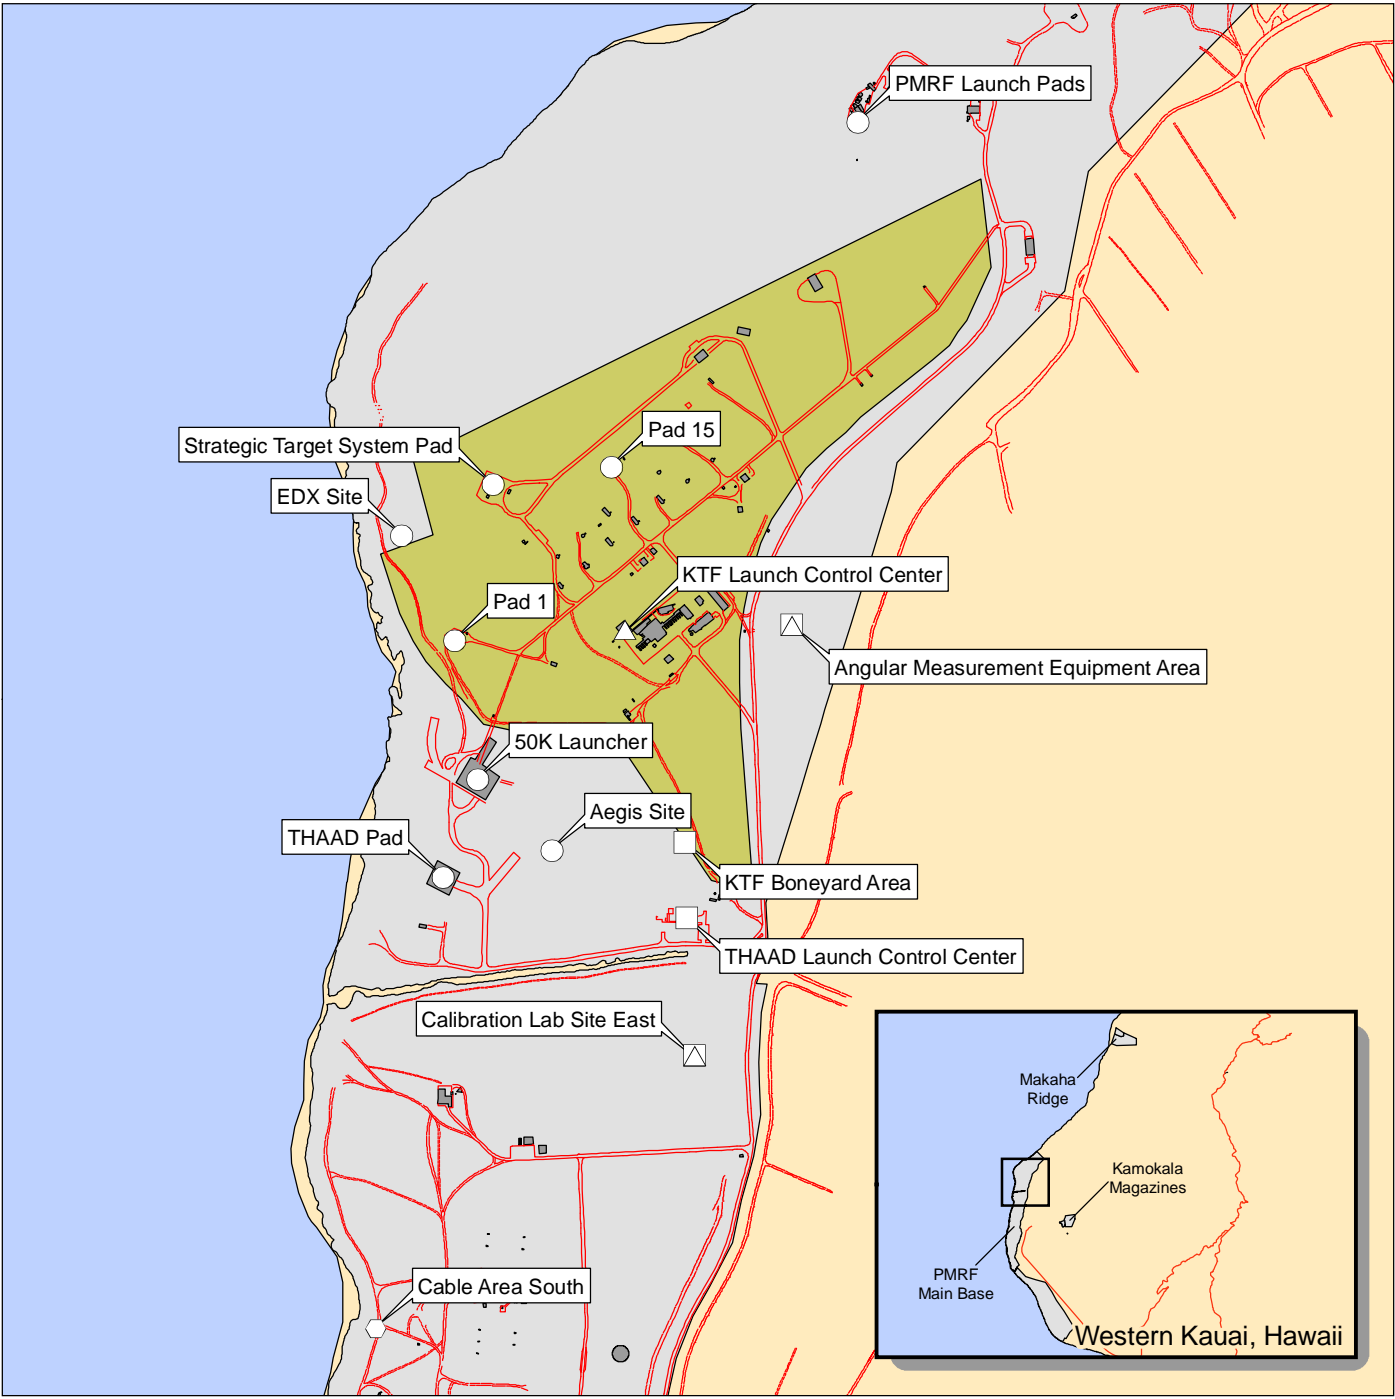 PMRF Launch Pads
Pad 15
Strategic Target System Pad
EDX Site
KTF Launch Control Center
Pad 1
Angular Measurement Equipment Area
50K Launcher
Aegis Site
THAAD Pad
KTF Boneyard Area
THAAD Launch Control Center
Calibration Lab Site East
Cable Area South
Makaha
Ridge
Kamokala
Magazines
PMRF
Main Base
Western Kauai, Hawaii